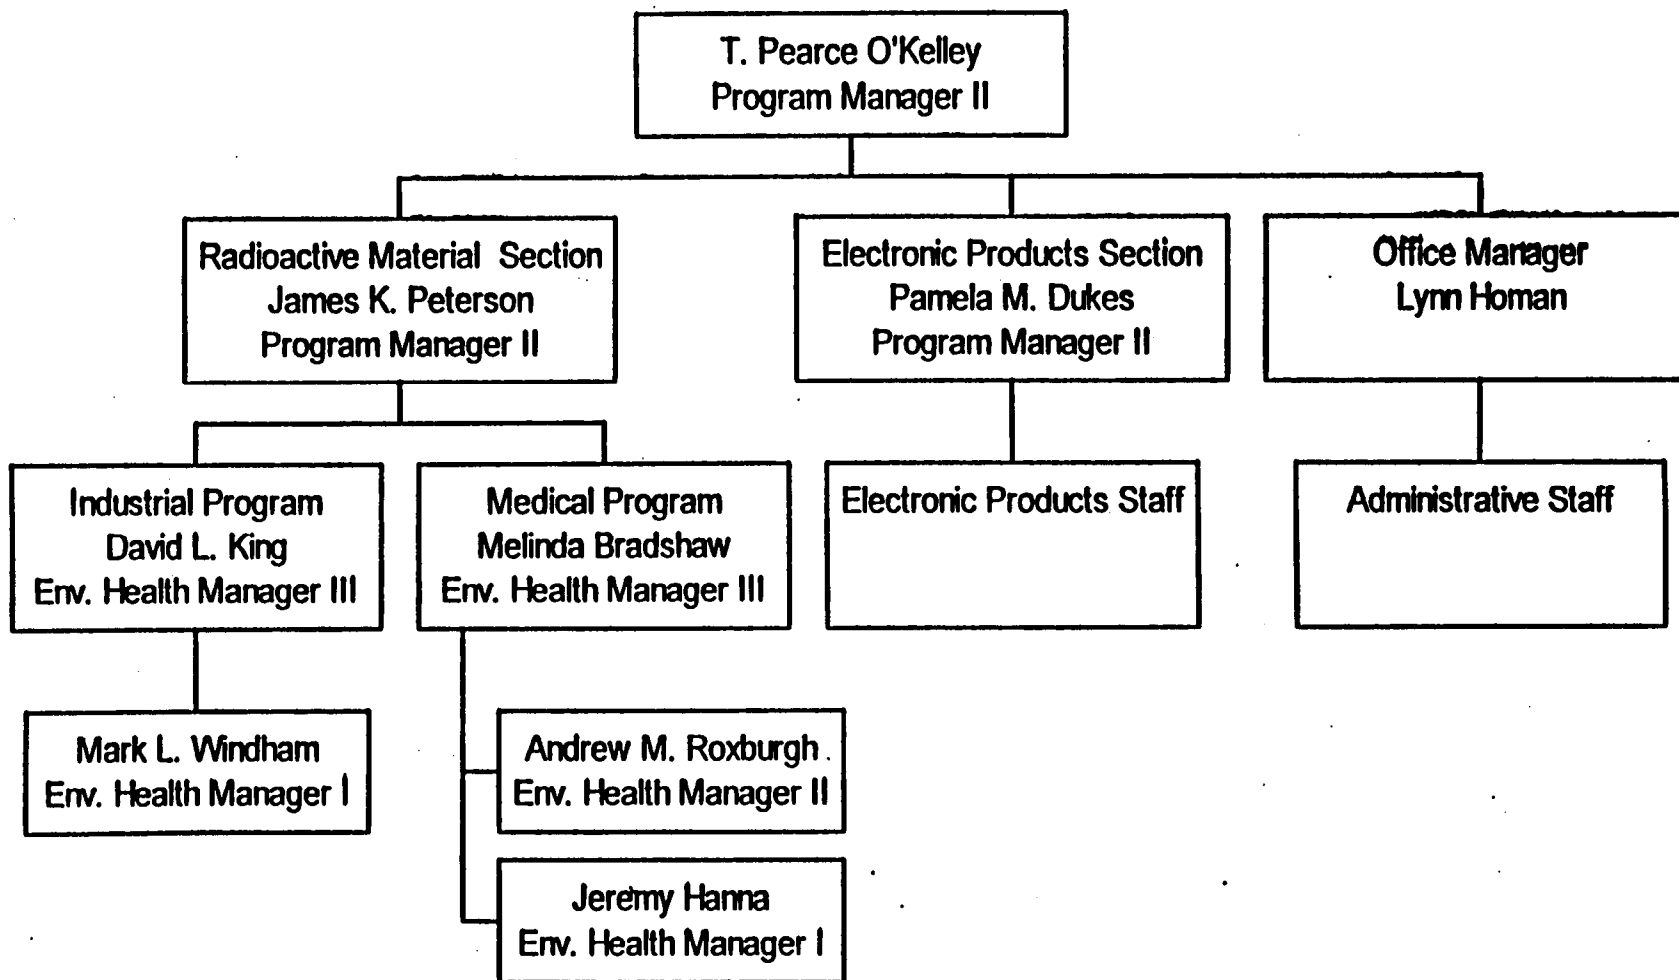 T. Pearce O'Kelley
Program Manager II
Radioactive Material Section
James K. Peterson
Program Manager II
Electronic Products Section
Pamela M. Dukes
Program Manager II
Office Manager
Lynn Homan
Industrial Program
David L. King
Env. Health Manager III
Medical Program
Melinda Bradshaw
Env. Health Manager III
Electronic Products Staff
Administrative Staff
Mark L. Windham
Env. Health Manager I
Andrew M. Roxburgh
Env. Health Manager II
Jeremy Hanna
Env. Health Manager I